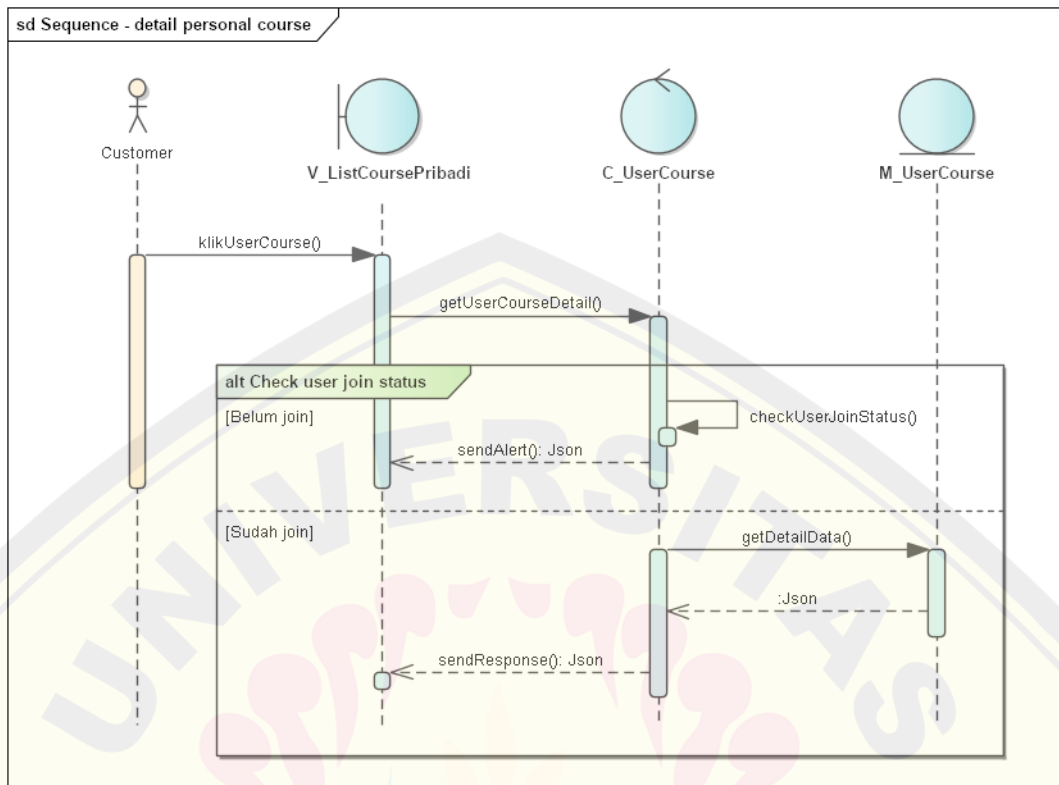 sd Sequence - detail personal course
Customer
V_ListCoursePribadi
C_UserCourse
M_UserCourse
klikUserCourse()
getUserCourseDetail()
alt Check user join status
[Belum join]
checkUserJoinStatus()
sendAlert(): Json
[Sudah join]
getDetailData()
:Json
sendResponse(): Json
UNIVERSITAS